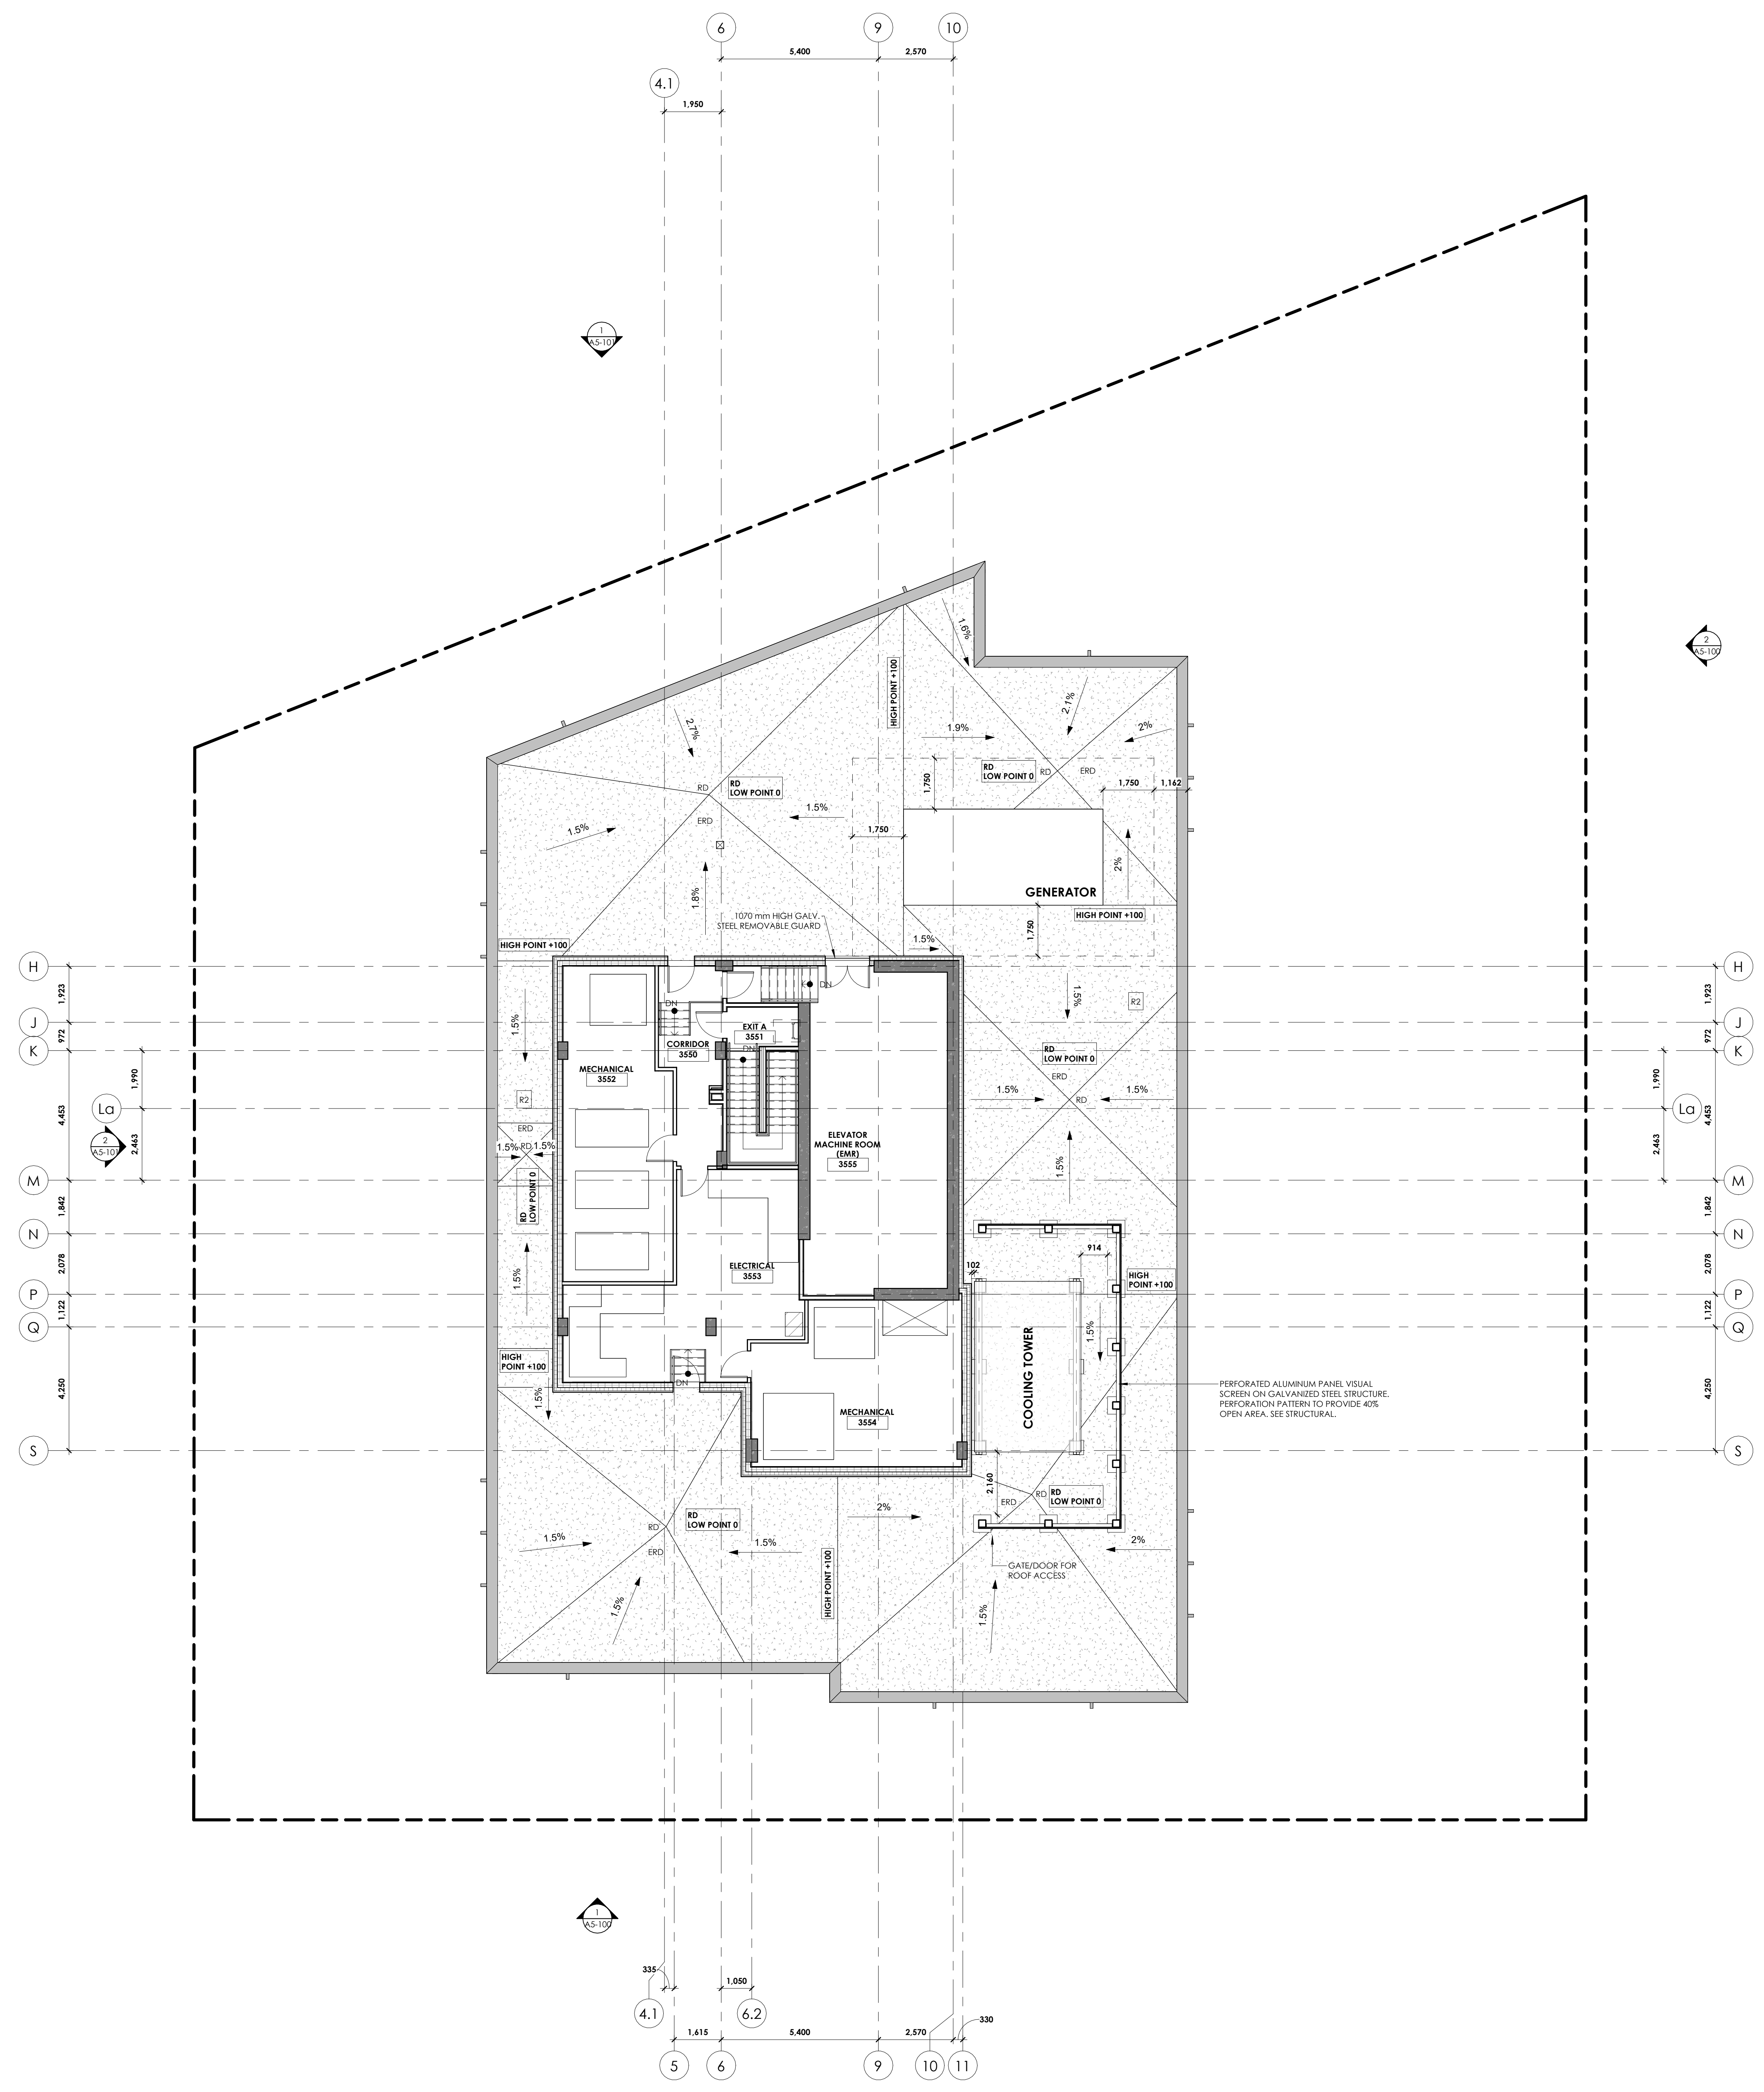 6
9
10
5,400
2,570
4.1
1,950
1
A5-101
2
A5-100
1.6%
HIGH POINT +100
2.7%
2.1%
1.9%
2%
RD
LOW POINT 0
RD
ERD
1,750
RD
LOW POINT 0
RD
1,750
1,162
1.5%
ERD
1.5%
1,750
2%
1.8%
GENERATOR
1070 mm HIGH GALV.
STEEL REMOVABLE GUARD
HIGH POINT +100
1,750
1.5%
HIGH POINT +100
H
H
1,923
1,923
DN
DN
1.5%
R2
1.5%
J
J
EXIT A
3551
972
972
CORRIDOR
3550
DN
RD
LOW POINT 0
K
K
MECHANICAL
3552
1,990
1,990
ERD
1.5%
1.5%
R2
RD
4,453
4,453
La
La
ERD
2
A5-101
2,463
2,463
1.5%
RD
1.5%
ELEVATOR
MACHINE ROOM
(EMR)
3555
1.5%
M
M
RD
LOW POINT 0
1,842
1,842
N
N
914
2,078
2,078
1.5%
ELECTRICAL
3553
102
HIGH
POINT +100
P
P
1,122
1,122
Q
Q
1.5%
COOLING TOWER
HIGH
POINT +100
4,250
4,250
DN
1.5%
PERFORATED ALUMINUM PANEL VISUAL
SCREEN ON GALVANIZED STEEL STRUCTURE.
PERFORATION PATTERN TO PROVIDE 40%
OPEN AREA. SEE STRUCTURAL.
MECHANICAL
3554
S
S
2,160
RD
LOW POINT 0
RD
ERD
2%
RD
LOW POINT 0
RD
1.5%
ERD
1.5%
2%
GATE/DOOR FOR
ROOF ACCESS
HIGH POINT +100
1.5%
1.5%
1
A5-100
335
1,050
4.1
6.2
330
1,615
5,400
2,570
5
6
9
10
11